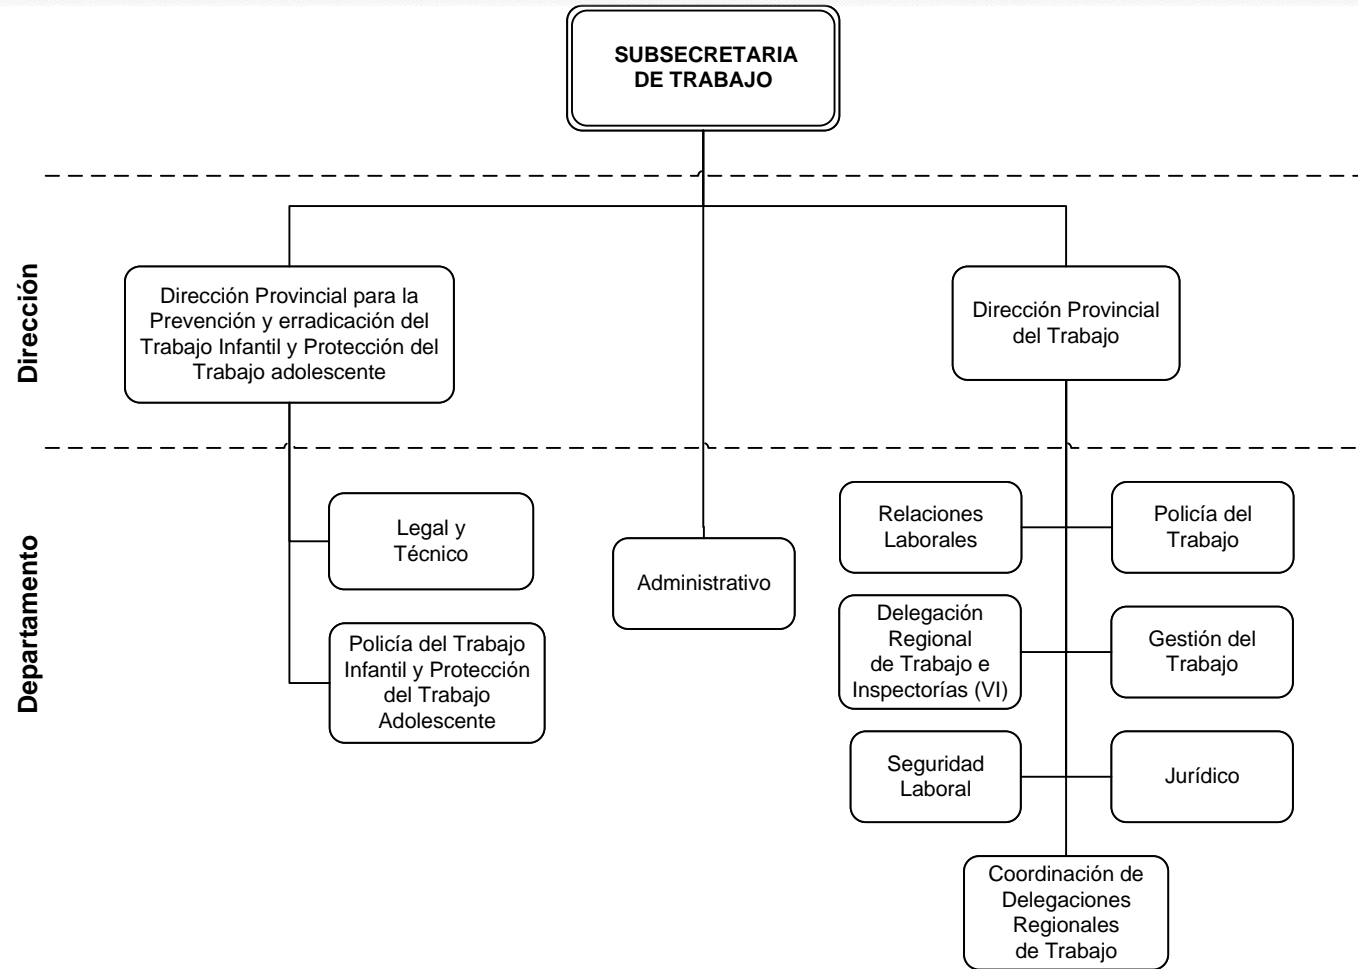 SUBSECRETARIA
DE TRABAJO
Dirección
Dirección Provincial para la
Prevención y erradicación del
Trabajo Infantil y Protección del
Trabajo adolescente
Dirección Provincial
del Trabajo
Departamento
Legal y
Técnico
Policía del Trabajo
Infantil y Protección
del Trabajo
Adolescente
Administrativo
Relaciones
Laborales
Policía del
Trabajo
Delegación
Regional
de Trabajo e
Inspectorías (VI)
Gestión del
Trabajo
Seguridad
Laboral
Jurídico
Coordinación de
Delegaciones
Regionales
de Trabajo